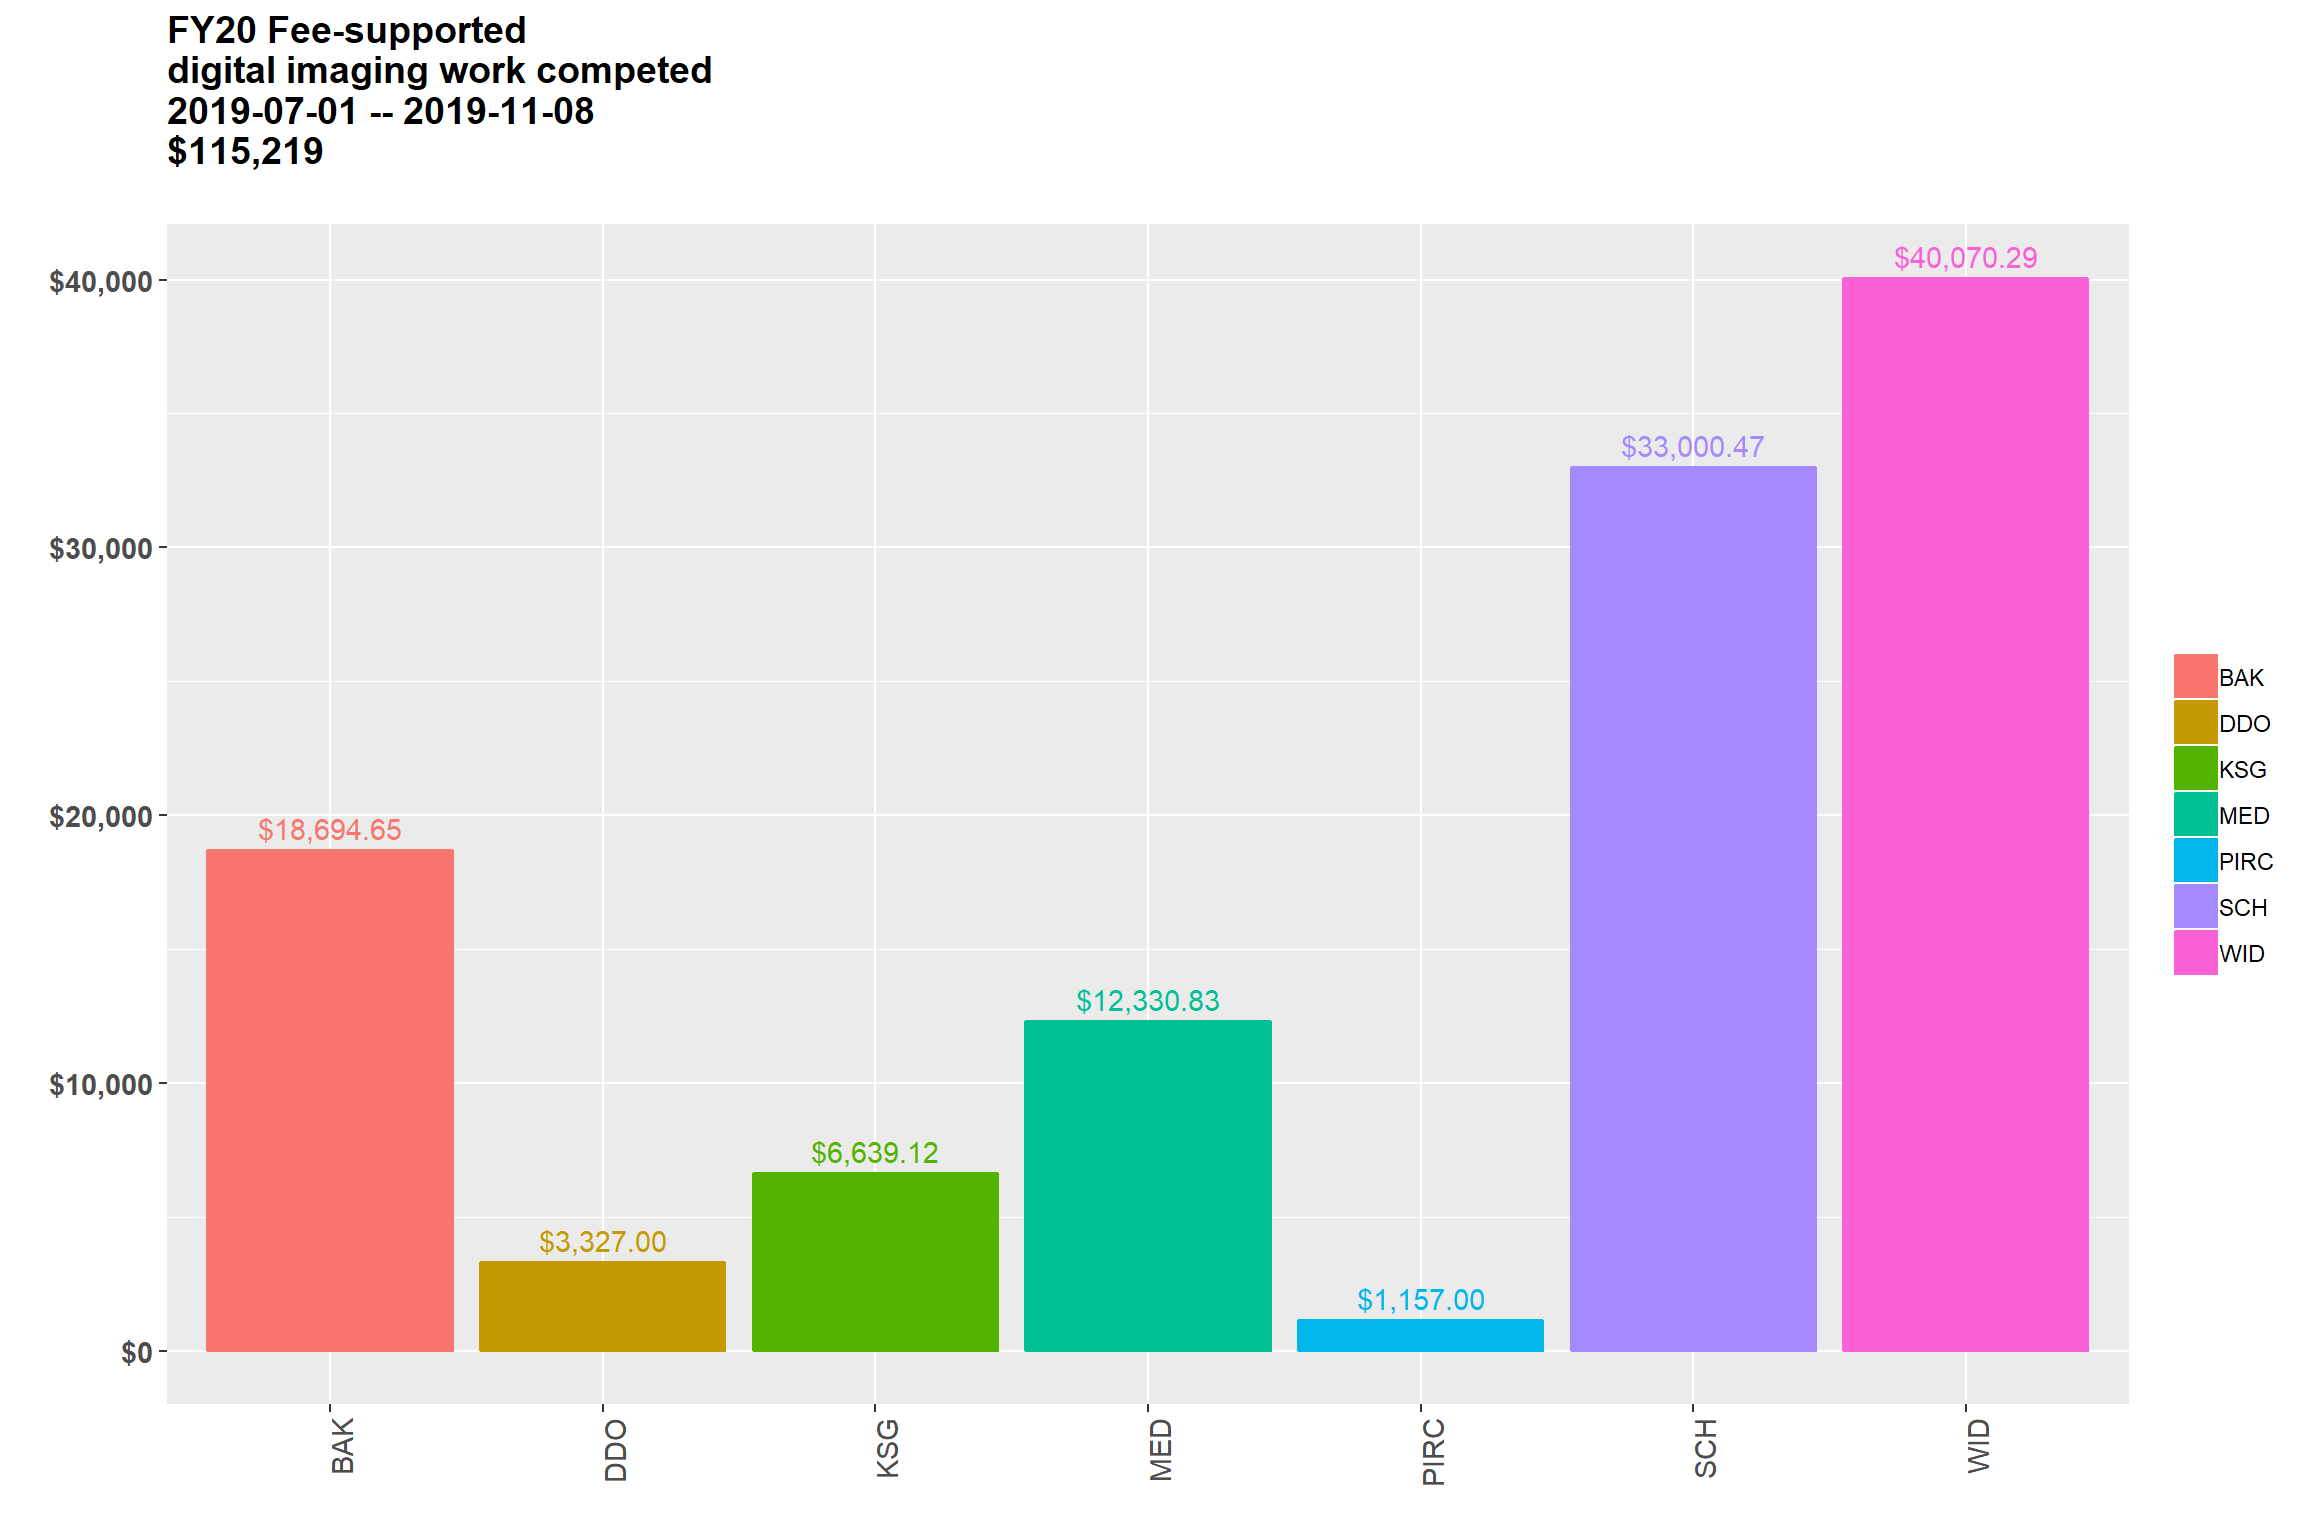 FY20 Fee-supported
digital imaging work competed
2019-07-01 -- 2019-11-08
$115,219
$40,000
$30,000
$20,000
$10,000
$0
$18,694.65
$3,327.00
$6,639.12
$12,330.83
$1,157.00
$33,000.47
$40,070.29
BAK
DDO
KSG
MED
PIRC
SCH
WID
BAK
DDO
KSG
MED
PIRC
SCH
WID